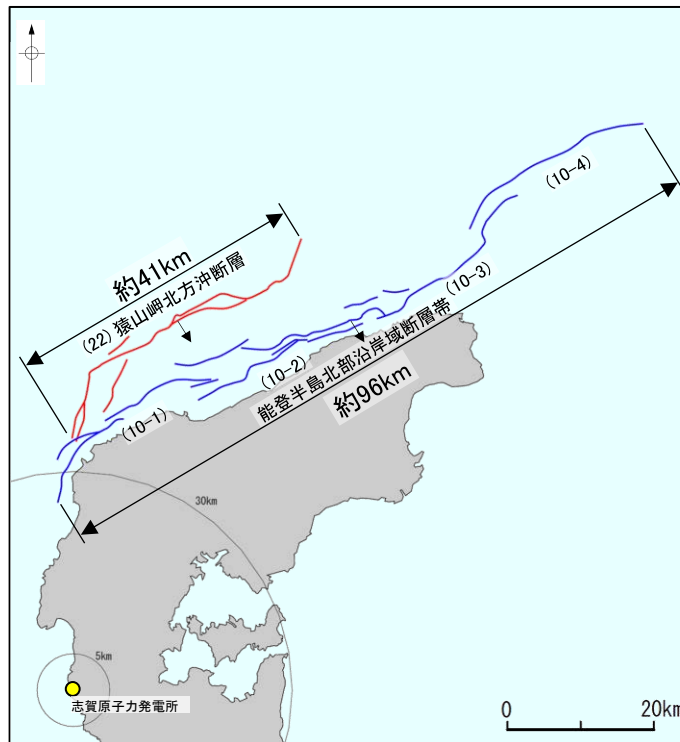 約41km
(22) 猿山岬北方沖断層
(10-4)
(10-3)
(10-2)
(10-1)
能登半島北部沿岸域断層帯
約96km
30km
5km
志賀原子力発電所
0 20km